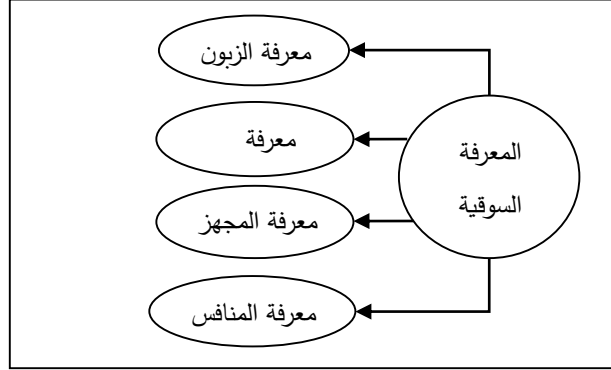 معرفة الزبون
معرفة
المعرفة
السوقية
معرفة المجهز
معرفة المنافس